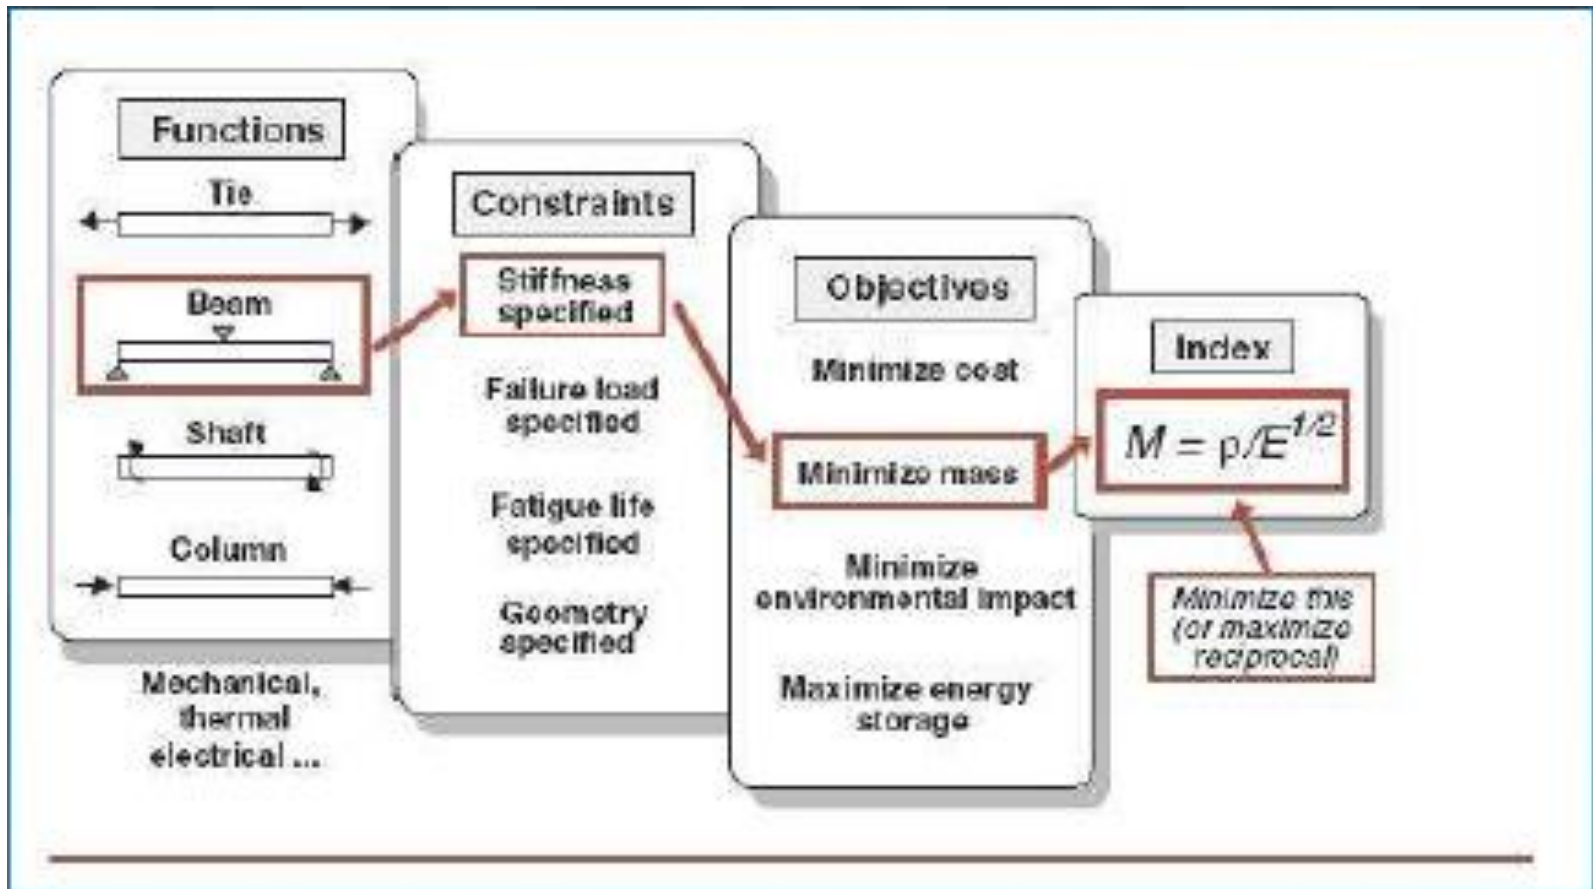 Functions
Tie
Beam
Shaft
Column
Mechanical,
thermal
electrical ...
Constraints
Stiffness
specified
Failure load
specified
Fatigue life
specified
Geometry
specified
Objectives
Minimize cost
Minimize mass
Minimize
environmental impact
Maximize energy
storage
Index
M = ρ/E^1/2
Minimize this
(or maximize
reciprocal)